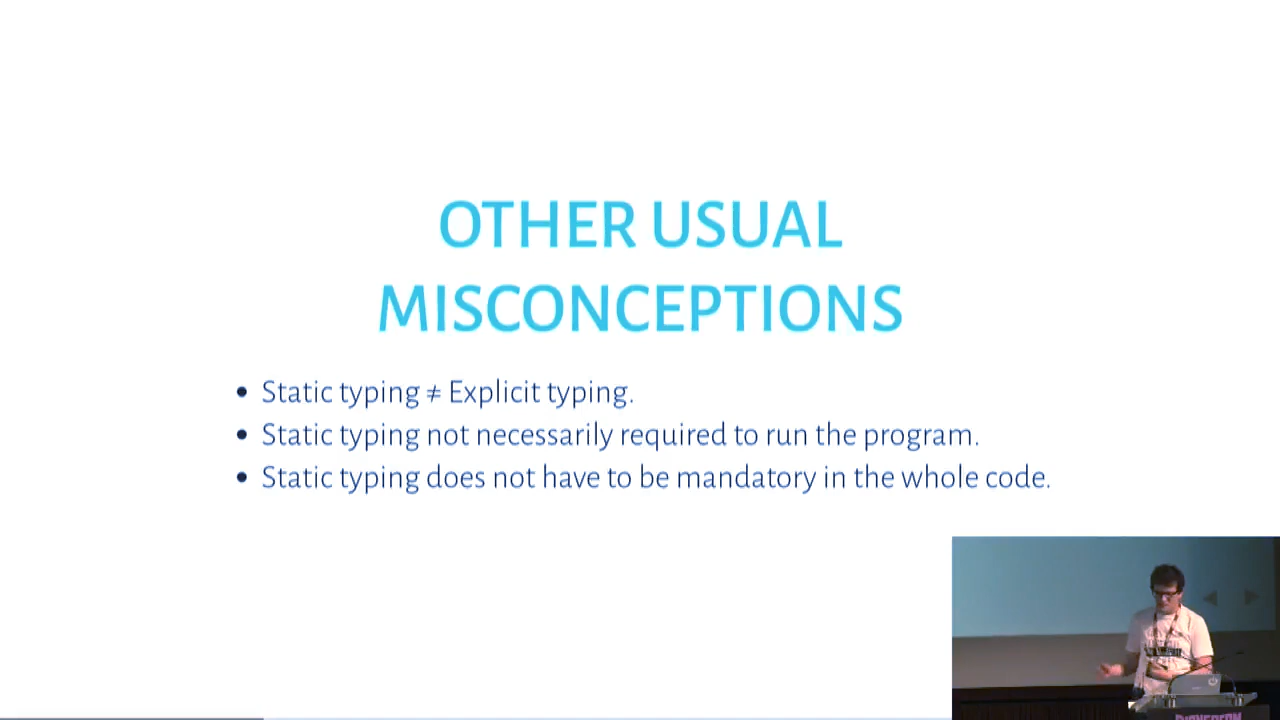 OTHER USUAL
MISCONCEPTIONS
• Static typing ≠ Explicit typing.
• Static typing not necessarily required to run the program.
• Static typing does not have to be mandatory in the whole code.